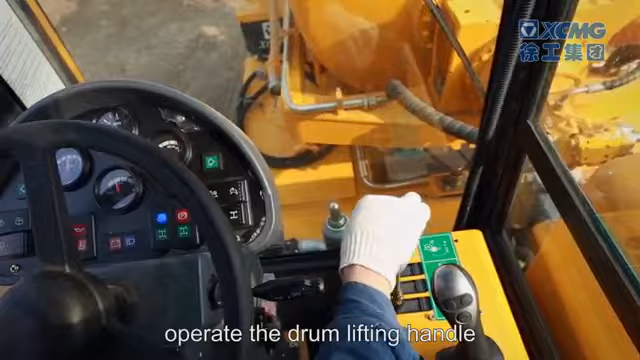 XCMG
徐工集团
operate the drum lifting handle